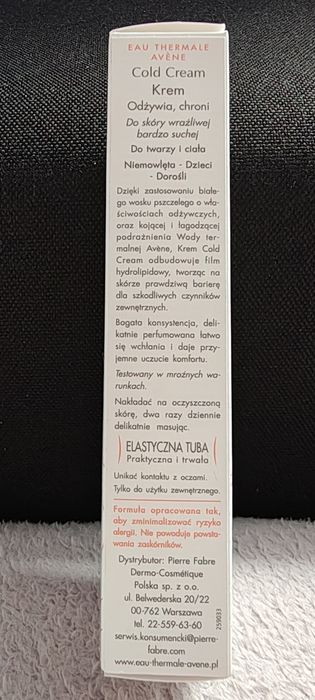 EAU THERMALE
AVÈNE
Cold Cream
Krem
Odżywia, chroni
Do skóry wrażliwej
bardzo suchej
Do twarzy i ciała
Niemowlęta - Dzieci
- Dorośli
Dzięki zastosowaniu białe-
go wosku pszczelego o wła-
ściwościach odżywczych,
oraz kojącej i łagodzącej
podrażnienia Wody ter-
malnej Avène, Krem Cold
Cream odbudowuje film
hydrolipidowy, tworząc na
skórze prawdziwą barierę
dla szkodliwych czynników
zewnętrznych.
Bogata konsystencja, deli-
katnie perfumowana łatwo
się wchłania i daje przy-
jemne uczucie komfortu.
Testowany w mroźnych wa-
runkach.
Nakładać na oczyszczoną
skórę, dwa razy dziennie
delikatnie masując.
ELASTYCZNA TUBA
Praktyczna i trwała
Unikać kontaktu z oczami.
Tylko do użytku zewnętrznego.
Formuła opracowana tak,
aby zminimalizować ryzyko
alergii. Nie powoduje powsta-
wania zaskórników.
Dystrybutor: Pierre Fabre
Dermo-Cosmétique
Polska sp. z o.o.
ul. Belwederska 20/22
00-762 Warszawa
tel. 22-559-63-60
serwis.konsumencki@pierre-
fabre.com
www.eau-thermale-avene.pl
259033